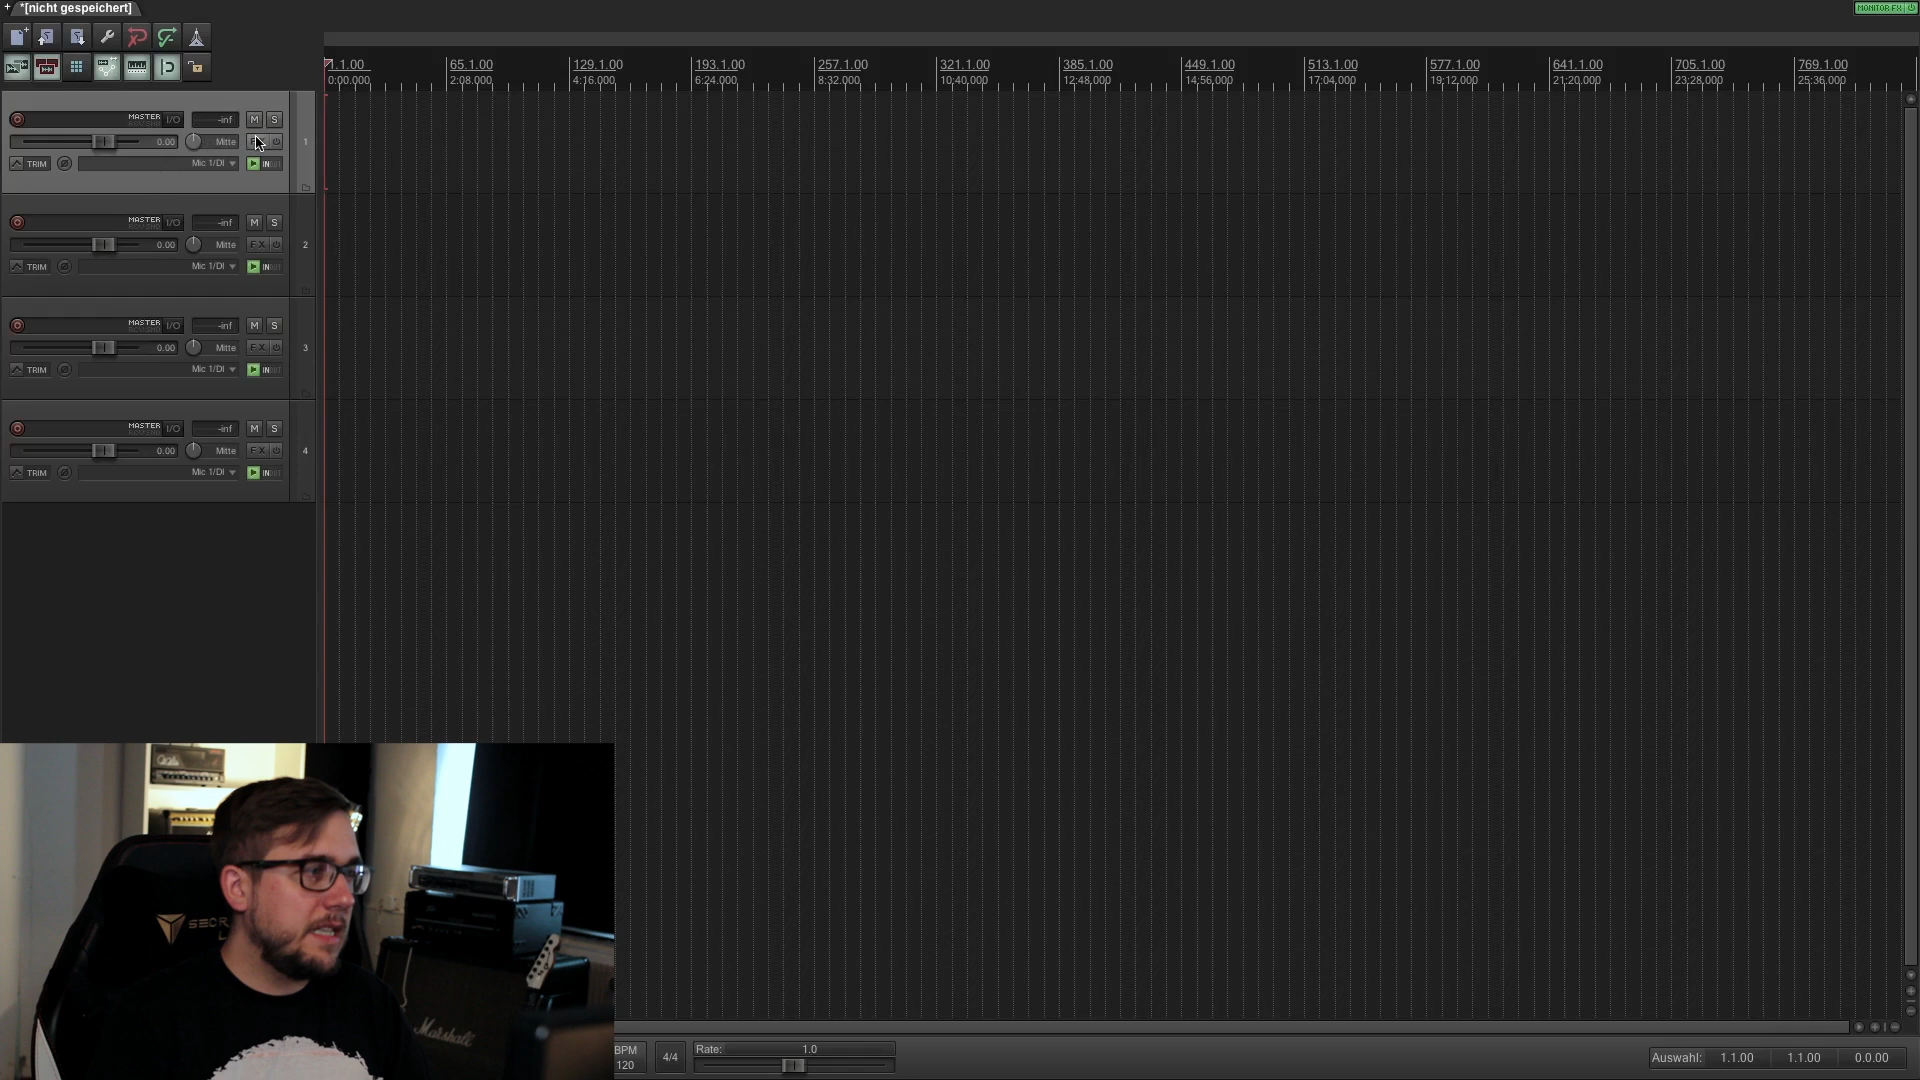 + *[nicht gespeichert]
MONITOR FX
1.1.00 65.1.00 129.1.00 193.1.00 257.1.00 321.1.00 385.1.00 449.1.00 513.1.00 577.1.00 641.1.00 705.1.00 769.1.00
0:00.000 2:08.000 4:16.000 6:24.000 8:32.000 10:40.000 12:48.000 14:56.000 17:04.000 19:12.000 21:20.000 23:28.000 25:36.000
MASTER I/O -inf M S
0.00 Mitte 1
TRIM Mic 1/DI IN
MASTER I/O -inf M S
0.00 Mitte FX 2
TRIM Mic 1/DI IN
MASTER I/O -inf M S
0.00 Mitte FX 3
TRIM Mic 1/DI IN
MASTER I/O -inf M S
0.00 Mitte FX 4
TRIM Mic 1/DI IN
SECR
L
Marshall
BPM
120
4/4
Rate: 1.0
Auswahl: 1.1.00 1.1.00 0.0.00